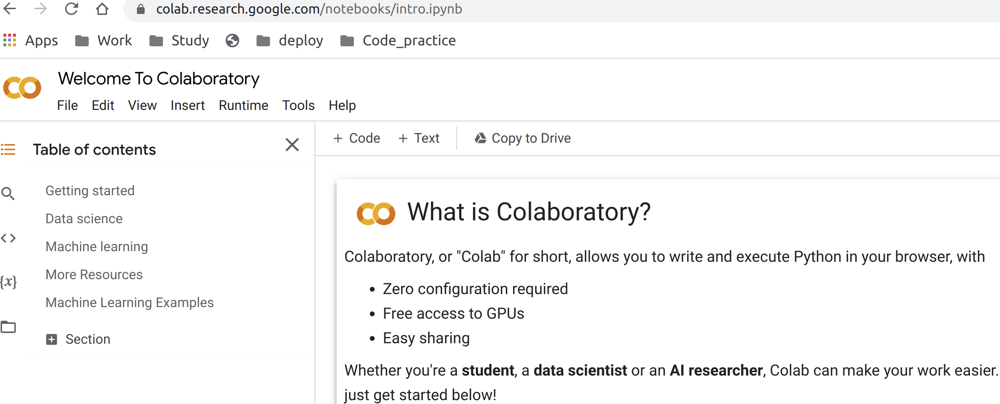 colab.research.google.com/notebooks/intro.ipynb
Apps Work Study deploy Code_practice
Welcome To Colaboratory
File Edit View Insert Runtime Tools Help
+ Code + Text Copy to Drive
Table of contents
Getting started
Data science
Machine learning
More Resources
Machine Learning Examples
Section
What is Colaboratory?
Colaboratory, or "Colab" for short, allows you to write and execute Python in your browser, with
• Zero configuration required
• Free access to GPUs
• Easy sharing
Whether you're a student, a data scientist or an AI researcher, Colab can make your work easier.
just get started below!